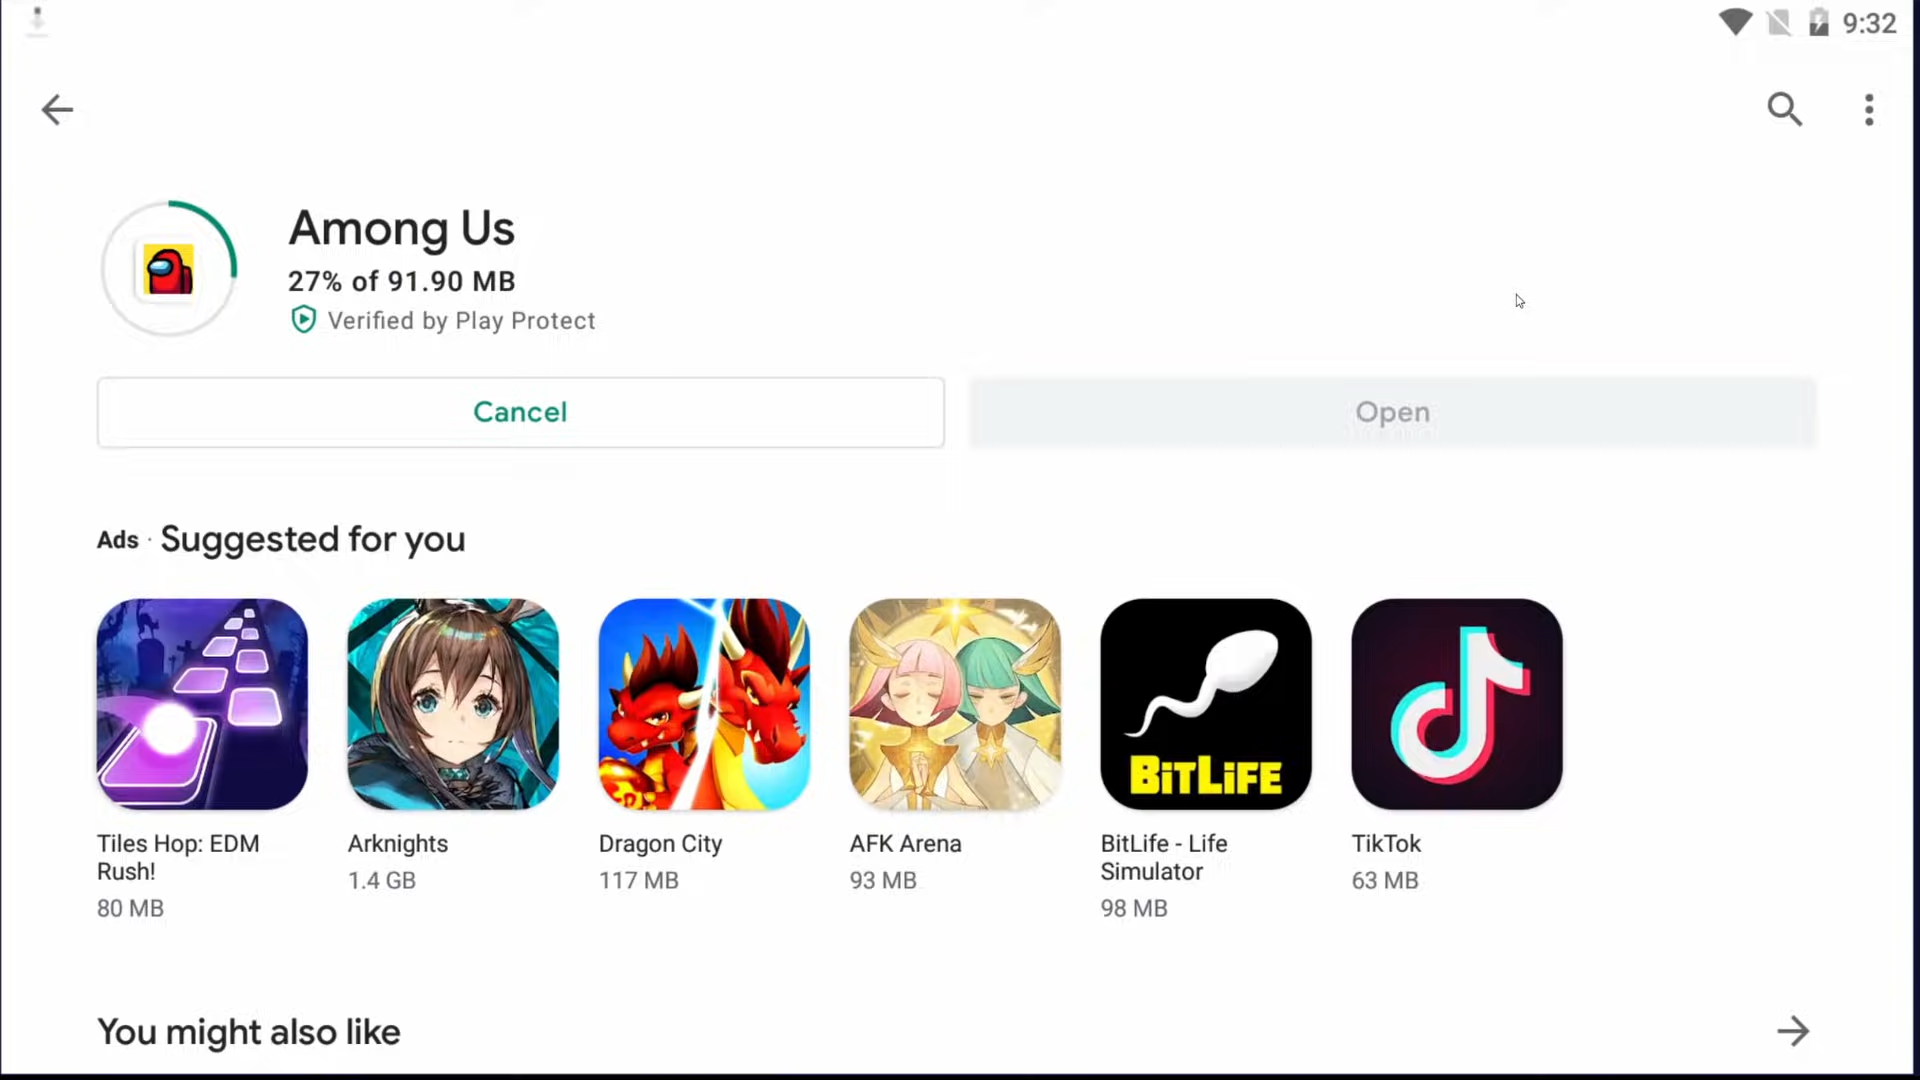 9:32
Among Us
27% of 91.90 MB
Verified by Play Protect
Cancel
Open
Ads · Suggested for you
BitLife
Tiles Hop: EDM
Rush!
80 MB
Arknights
1.4 GB
Dragon City
117 MB
AFK Arena
93 MB
BitLife - Life
Simulator
98 MB
TikTok
63 MB
You might also like